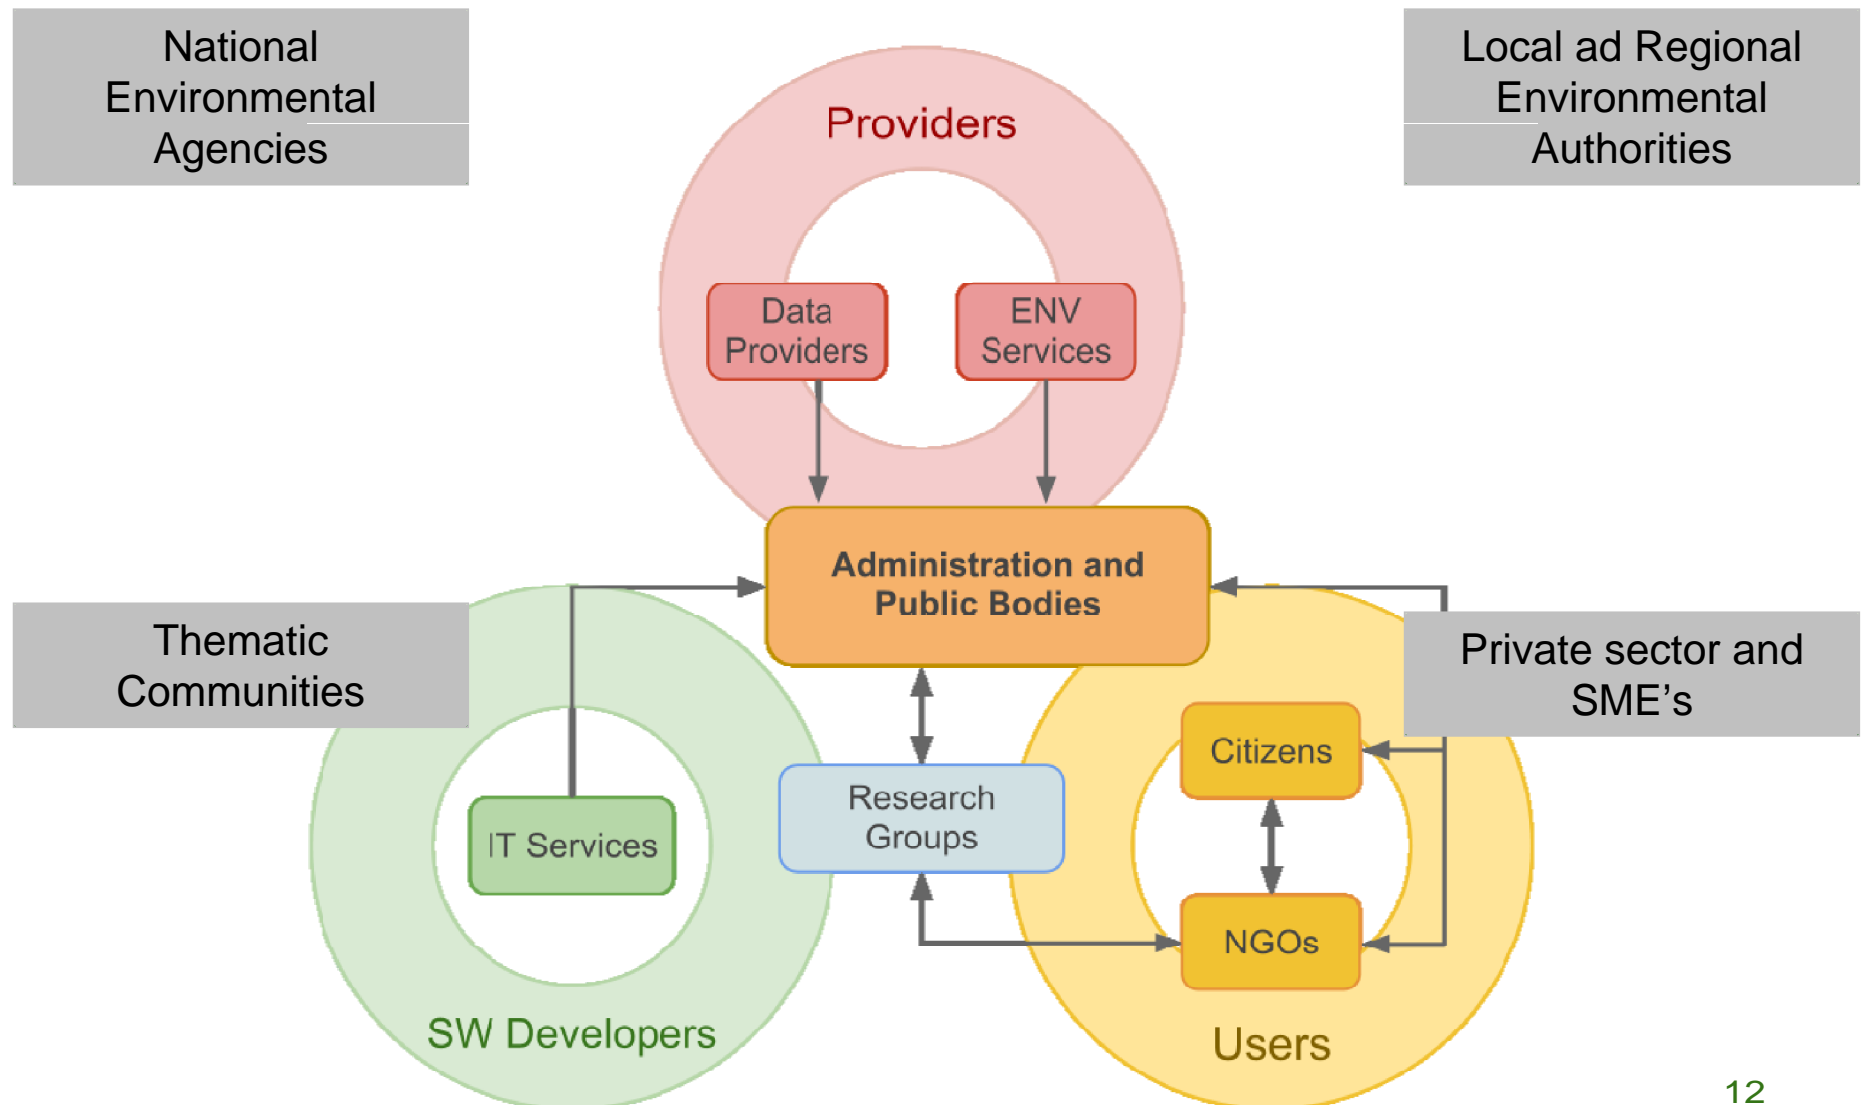 National
Environmental
Agencies
Local ad Regional
Environmental
Authorities
Providers
Data
Providers
ENV
Services
Administration and
Public Bodies
Thematic
Communities
Private sector and
SME’s
Citizens
Research
Groups
IT Services
NGOs
SW Developers
Users
12